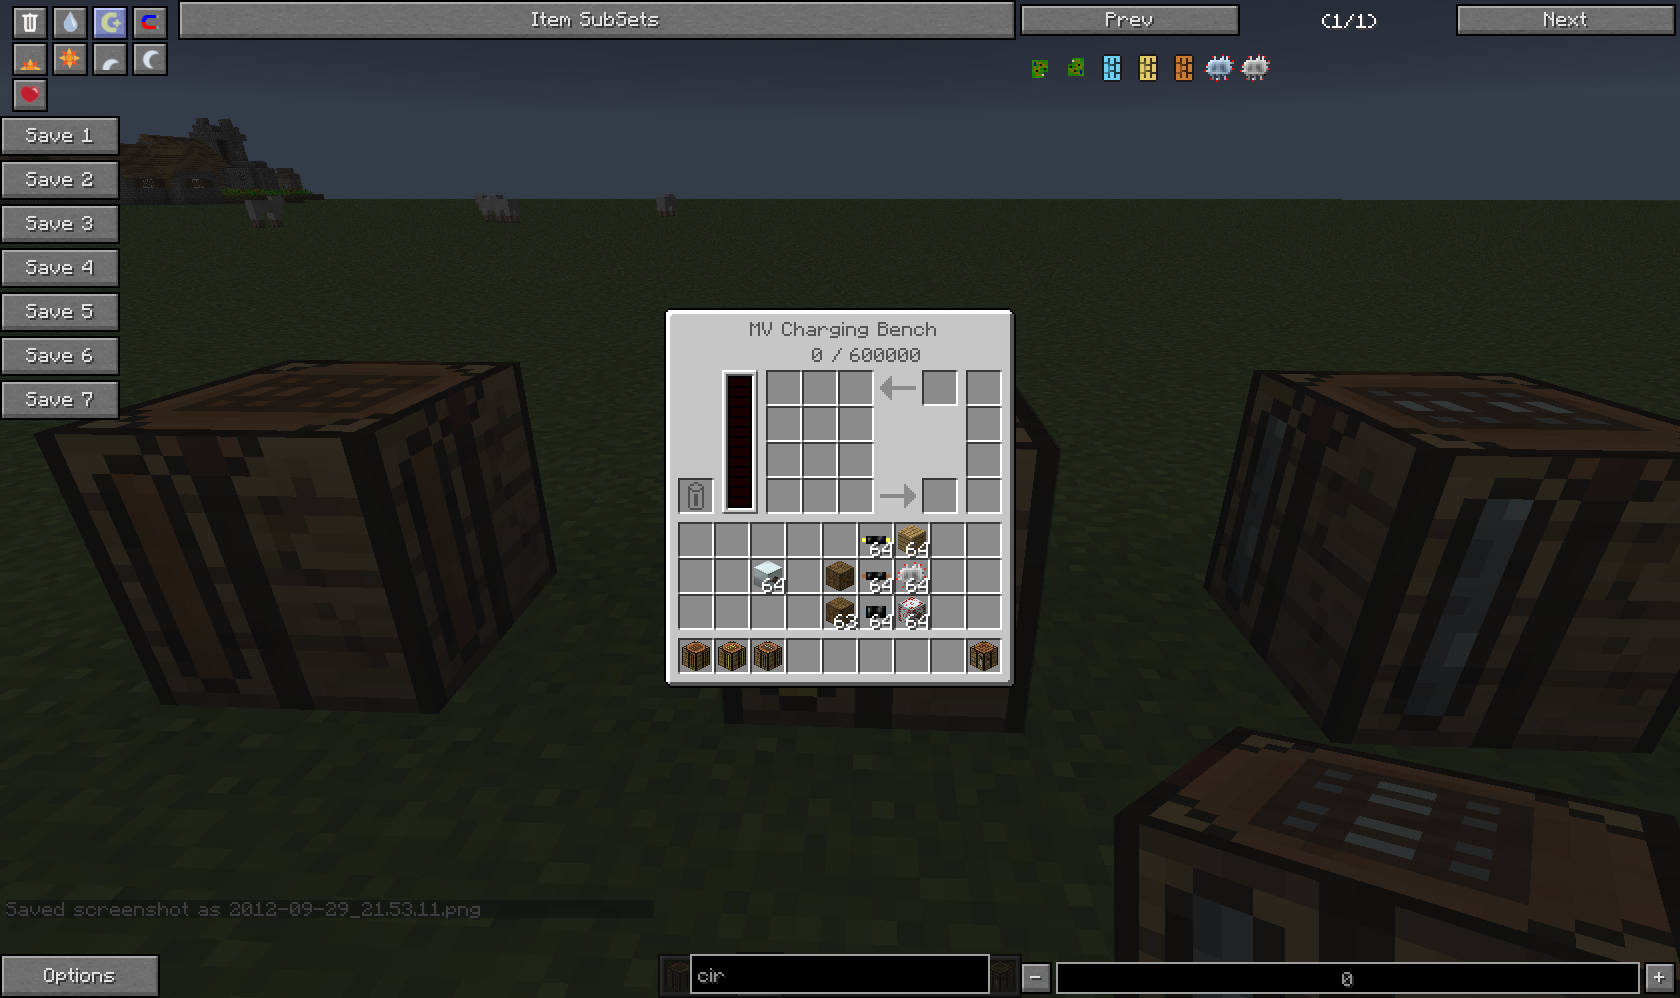 Item SubSets
Prev
(1/1)
Next
Save 1
Save 2
Save 3
Save 4
Save 5
Save 6
Save 7
MV Charging Bench
0 / 600000
64
64
64
64
64
63
64
64
Saved screenshot as 2012-09-29_21.53.11.png
Options
cir
-
0
+